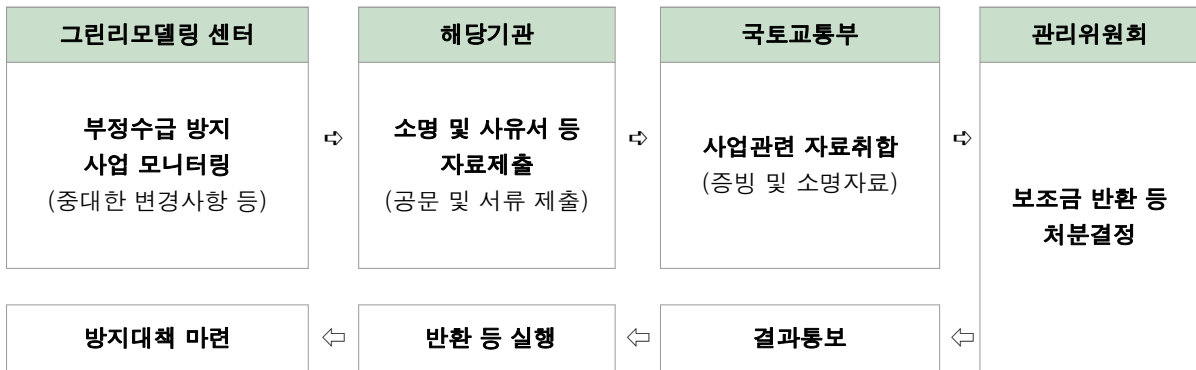 그린리모델링 센터
해당기관
국토교통부
관리위원회
부정수급 방지
사업 모니터링
(중대한 변경사항 등)
⇨
소명 및 사유서 등
자료제출
(공문 및 서류 제출)
⇨
사업관련 자료취합
(증빙 및 소명자료)
⇨
보조금 반환 등
처분결정
방지대책 마련
⇦
반환 등 실행
⇦
결과통보
⇦